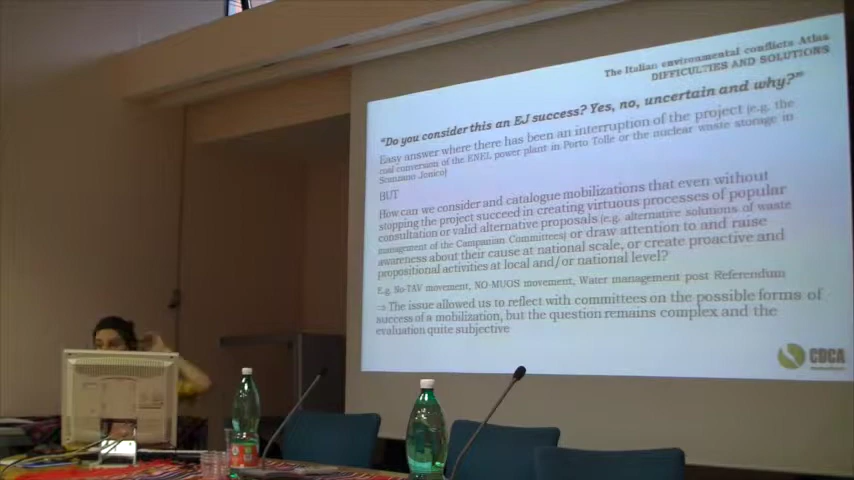 The Italian environmental conflicts Atlas
DIFFICULTIES AND SOLUTIONS
"Do you consider this an EJ success? Yes, no, uncertain and why?"
Easy answer where there has been an interruption of the project (e.g. the
coal conversion of the ENEL power plant in Porto Tolle or the nuclear waste storage in
Scanzano Jonico)
BUT
How can we consider and catalogue mobilizations that even without
stopping the project succeed in creating virtuous processes of popular
consultation or valid alternative proposals (e.g. alternative solutions of waste
management of the Campanian Committees) or draw attention to and raise
awareness about their cause at national scale, or create proactive and
propositional activities at local and/or national level?
E.g. No-TAV movement, NO-MUOS movement, Water management post Referendum
⇒ The issue allowed us to reflect with committees on the possible forms of
success of a mobilization, but the question remains complex and the
evaluation quite subjective
CDCA